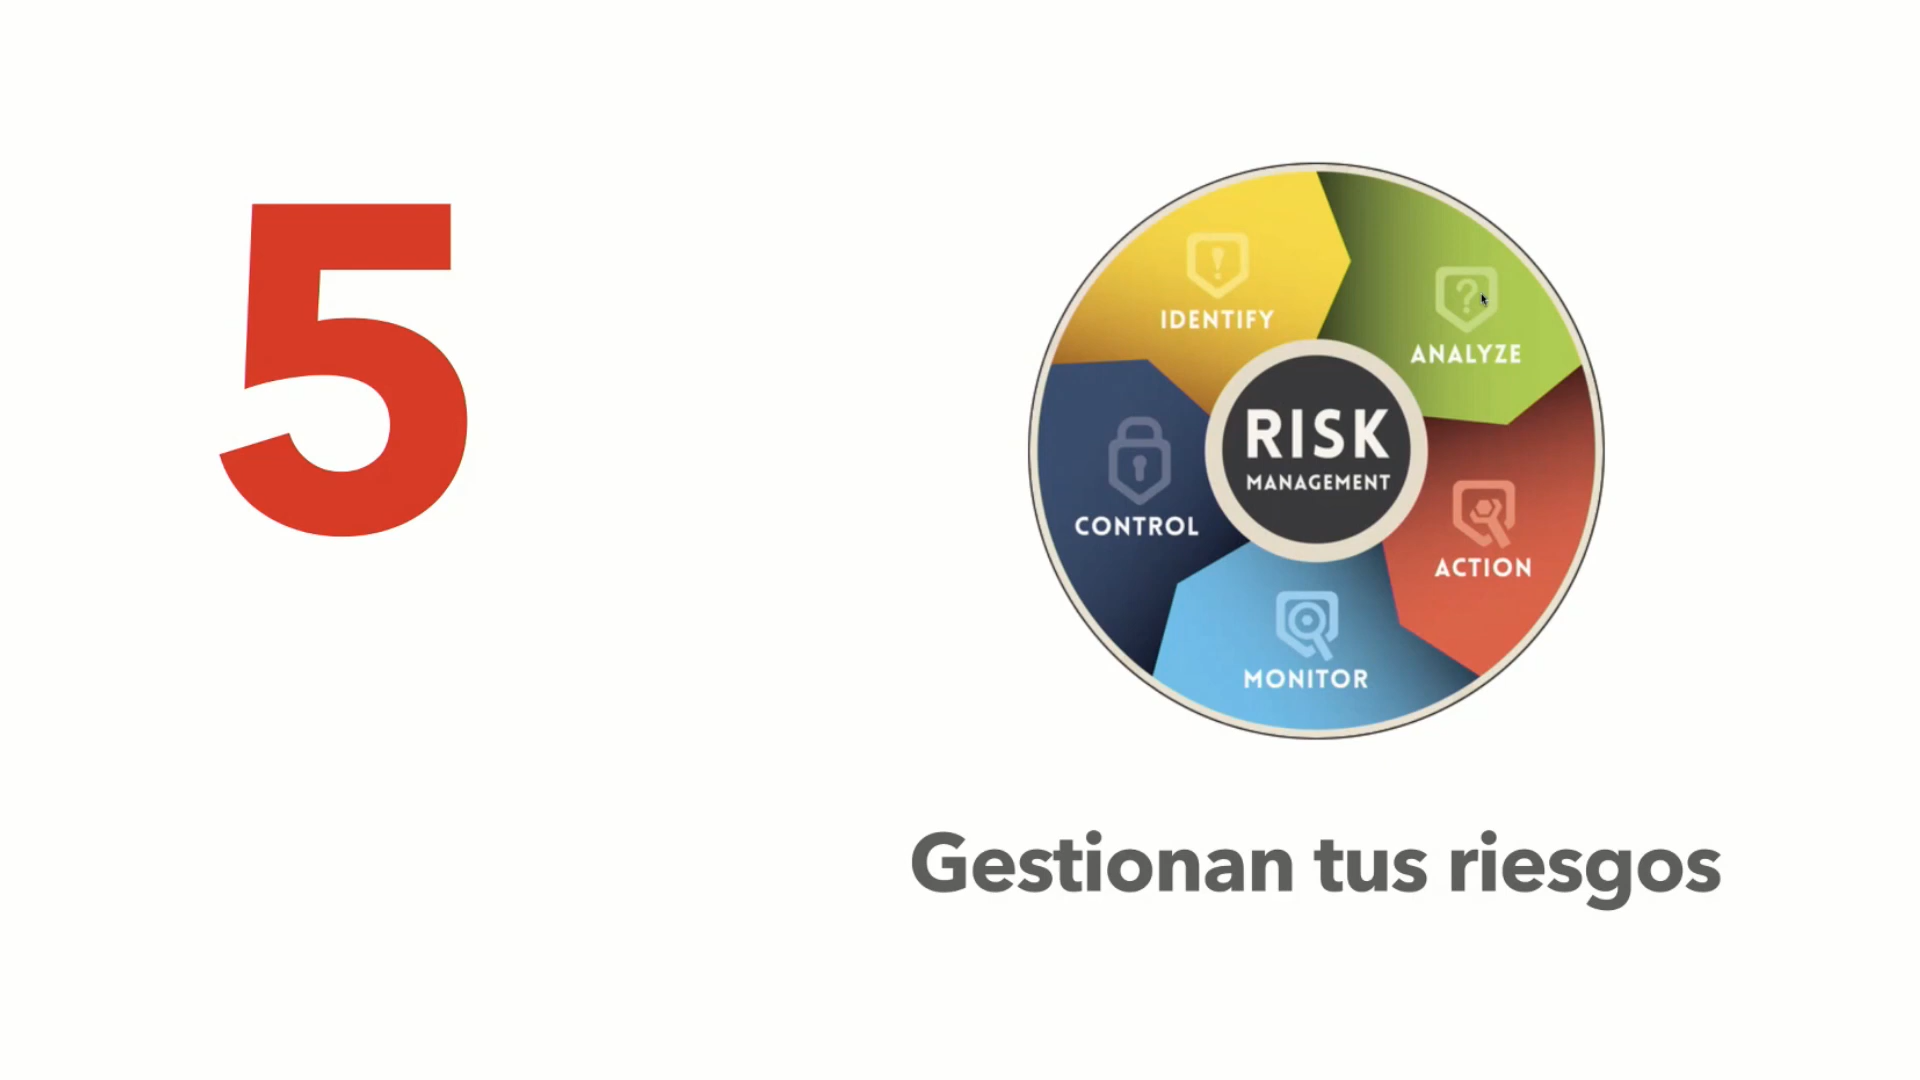 5
IDENTIFY
ANALYZE
RISK
MANAGEMENT
CONTROL
ACTION
MONITOR
Gestionan tus riesgos